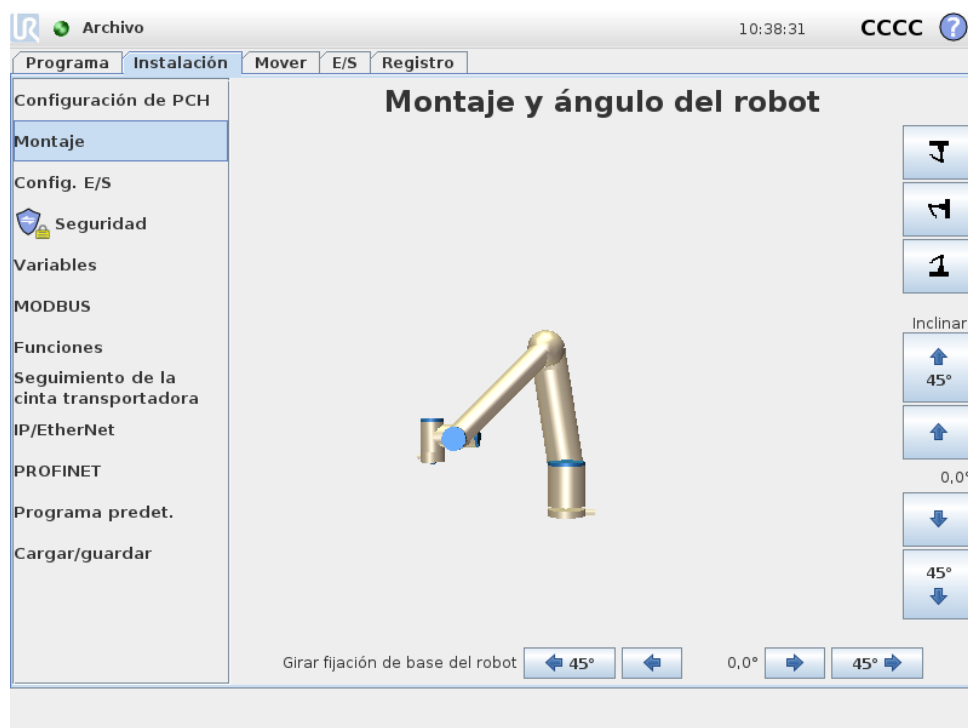 UR Archivo 10:38:31 CCCC ?
Programa Instalación Mover E/S Registro
Configuración de PCH
Montaje
Config. E/S
Seguridad
Variables
MODBUS
Funciones
Seguimiento de la
cinta transportadora
IP/EtherNet
PROFINET
Programa predet.
Cargar/guardar
Montaje y ángulo del robot
Inclinar
45°
0,0°
45°
Girar fijación de base del robot 45° 0,0° 45°